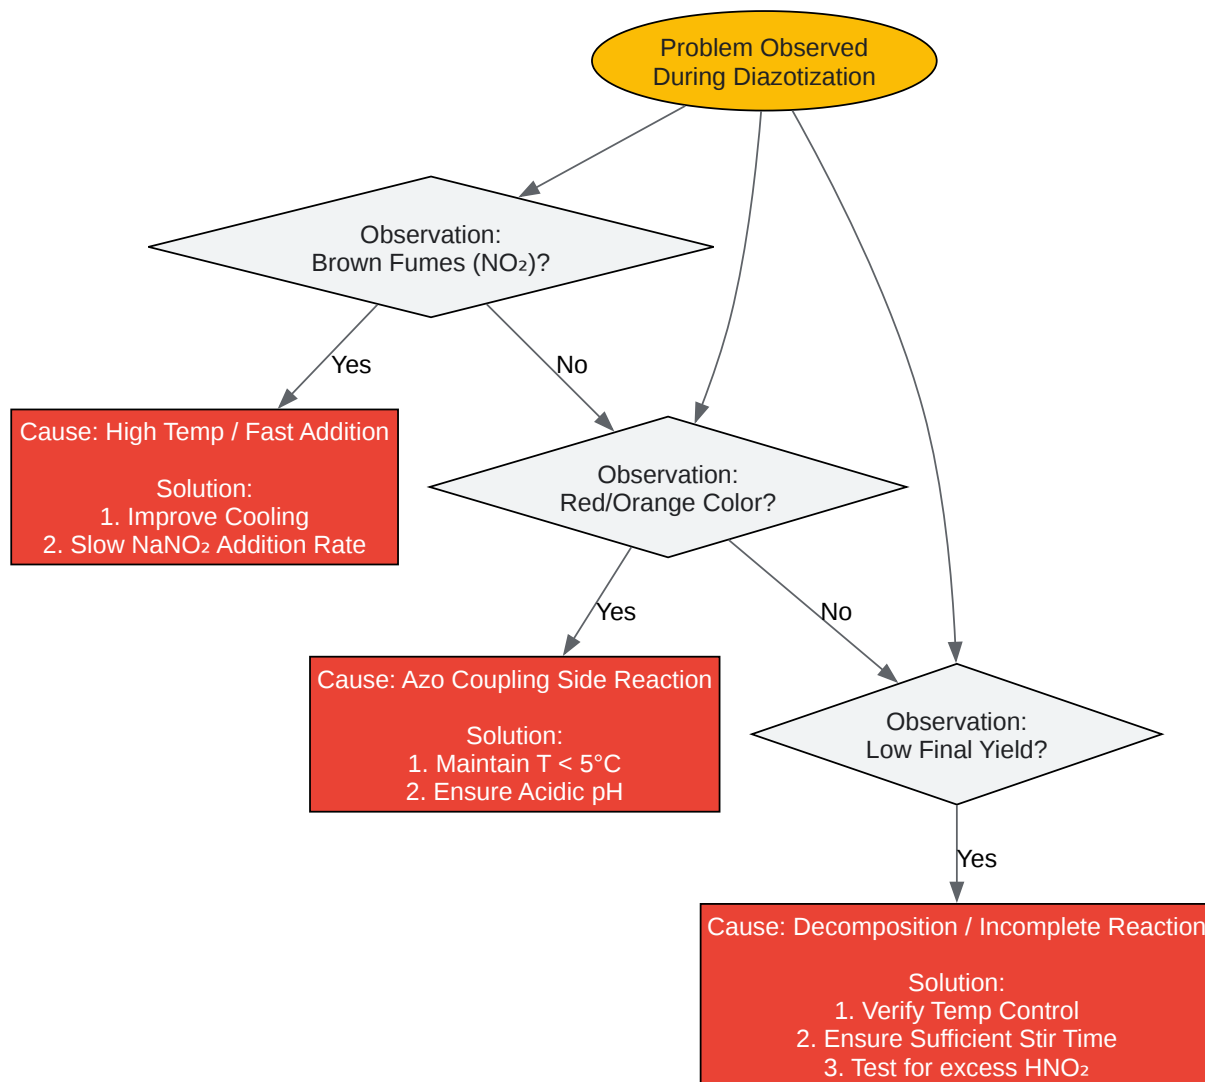 Problem Observed
During Diazotization
Observation:
Brown Fumes (NO₂)?
Yes
No
Cause: High Temp / Fast Addition
Solution:
1. Improve Cooling
2. Slow NaNO₂ Addition Rate
Observation:
Red/Orange Color?
Yes
No
Cause: Azo Coupling Side Reaction
Solution:
1. Maintain T < 5°C
2. Ensure Acidic pH
Observation:
Low Final Yield?
Yes
Cause: Decomposition / Incomplete Reaction
Solution:
1. Verify Temp Control
2. Ensure Sufficient Stir Time
3. Test for excess HNO₂